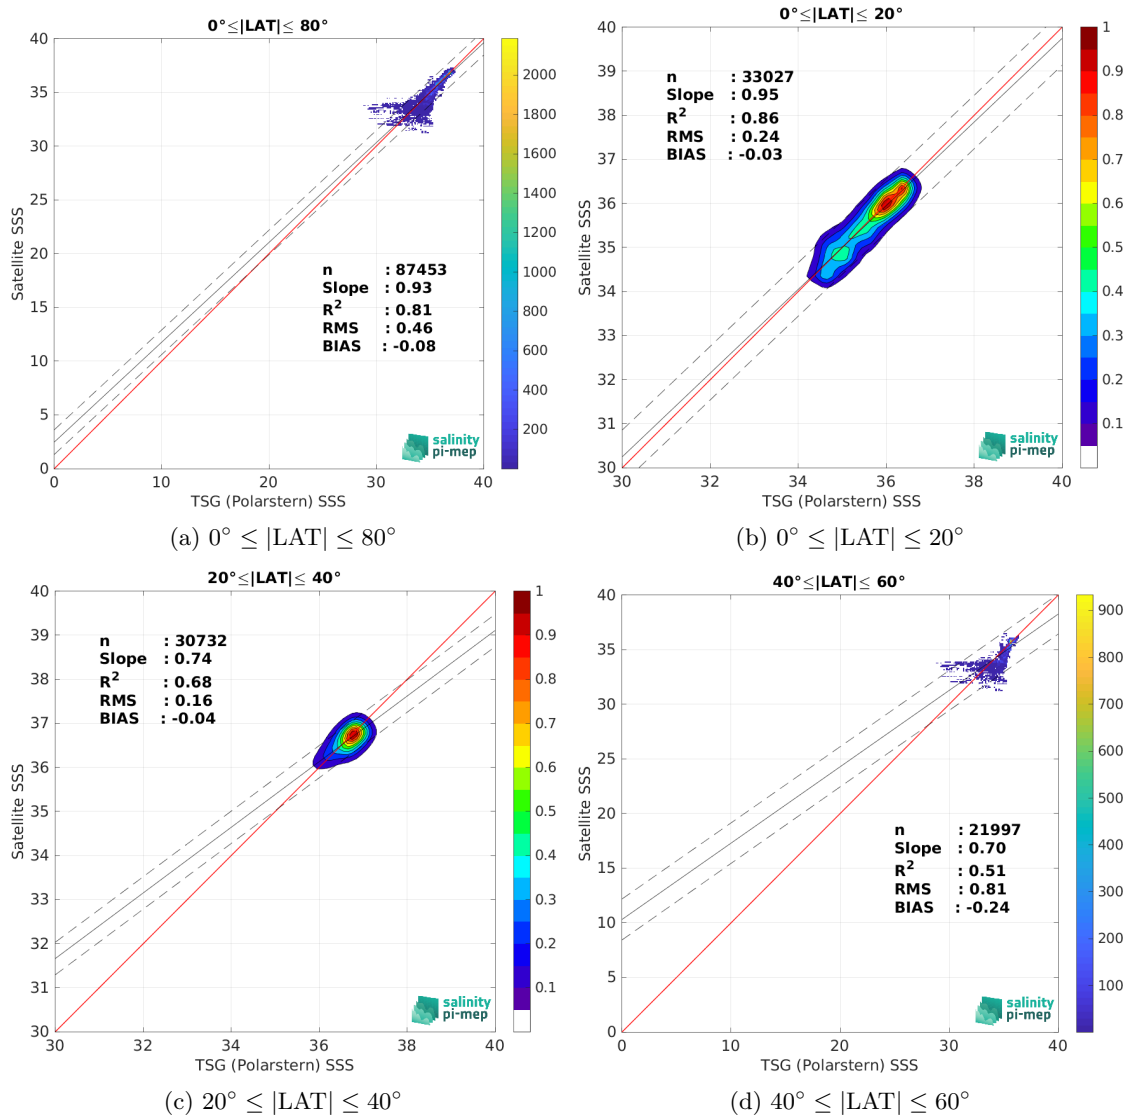 0°≤|LAT|≤ 80°
Satellite SSS
40
35
30
25
20
15
10
5
0
n : 87453
Slope : 0.93
R² : 0.81
RMS : 0.46
BIAS : -0.08
salinity
pi-mep
0 10 20 30 40
TSG (Polarstern) SSS
2000
1800
1600
1400
1200
1000
800
600
400
200
(a) 0° ≤ |LAT| ≤ 80°
0°≤|LAT|≤ 20°
Satellite SSS
40
39
38
37
36
35
34
33
32
31
30
n : 33027
Slope : 0.95
R² : 0.86
RMS : 0.24
BIAS : -0.03
salinity
pi-mep
30 32 34 36 38 40
TSG (Polarstern) SSS
1
0.9
0.8
0.7
0.6
0.5
0.4
0.3
0.2
0.1
(b) 0° ≤ |LAT| ≤ 20°
20°≤|LAT|≤ 40°
Satellite SSS
40
39
38
37
36
35
34
33
32
31
30
n : 30732
Slope : 0.74
R² : 0.68
RMS : 0.16
BIAS : -0.04
salinity
pi-mep
30 32 34 36 38 40
TSG (Polarstern) SSS
1
0.9
0.8
0.7
0.6
0.5
0.4
0.3
0.2
0.1
(c) 20° ≤ |LAT| ≤ 40°
40°≤|LAT|≤ 60°
Satellite SSS
40
35
30
25
20
15
10
5
0
n : 21997
Slope : 0.70
R² : 0.51
RMS : 0.81
BIAS : -0.24
salinity
pi-mep
0 10 20 30 40
TSG (Polarstern) SSS
900
800
700
600
500
400
300
200
100
(d) 40° ≤ |LAT| ≤ 60°